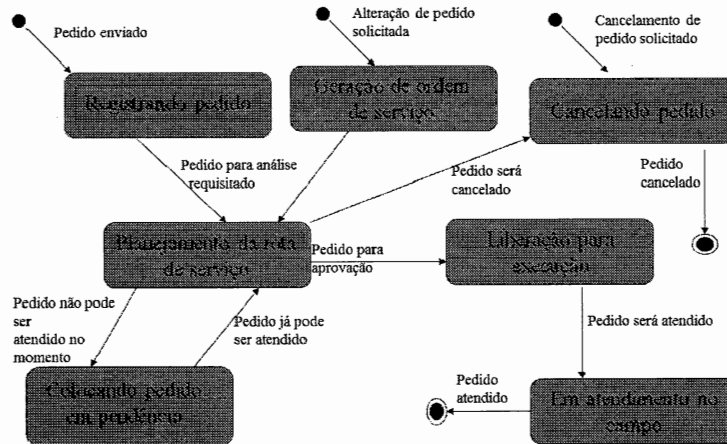 Pedido enviado
Alteração de pedido
solicitada
Cancelamento de
pedido solicitado
Registrando pedido
Geração de ordem
de serviço
Cancelando pedido
Pedido para análise
requisitado
Pedido será
cancelado
Pedido
cancelado
Planejamento da rota
de serviço
Pedido para
aprovação
Liberação para
execução
Pedido não pode
ser
atendido no
momento
Pedido já pode
ser atendido
Pedido será atendido
Colocando pedido
em pendência
Pedido
atendido
Em atendimento no
campo